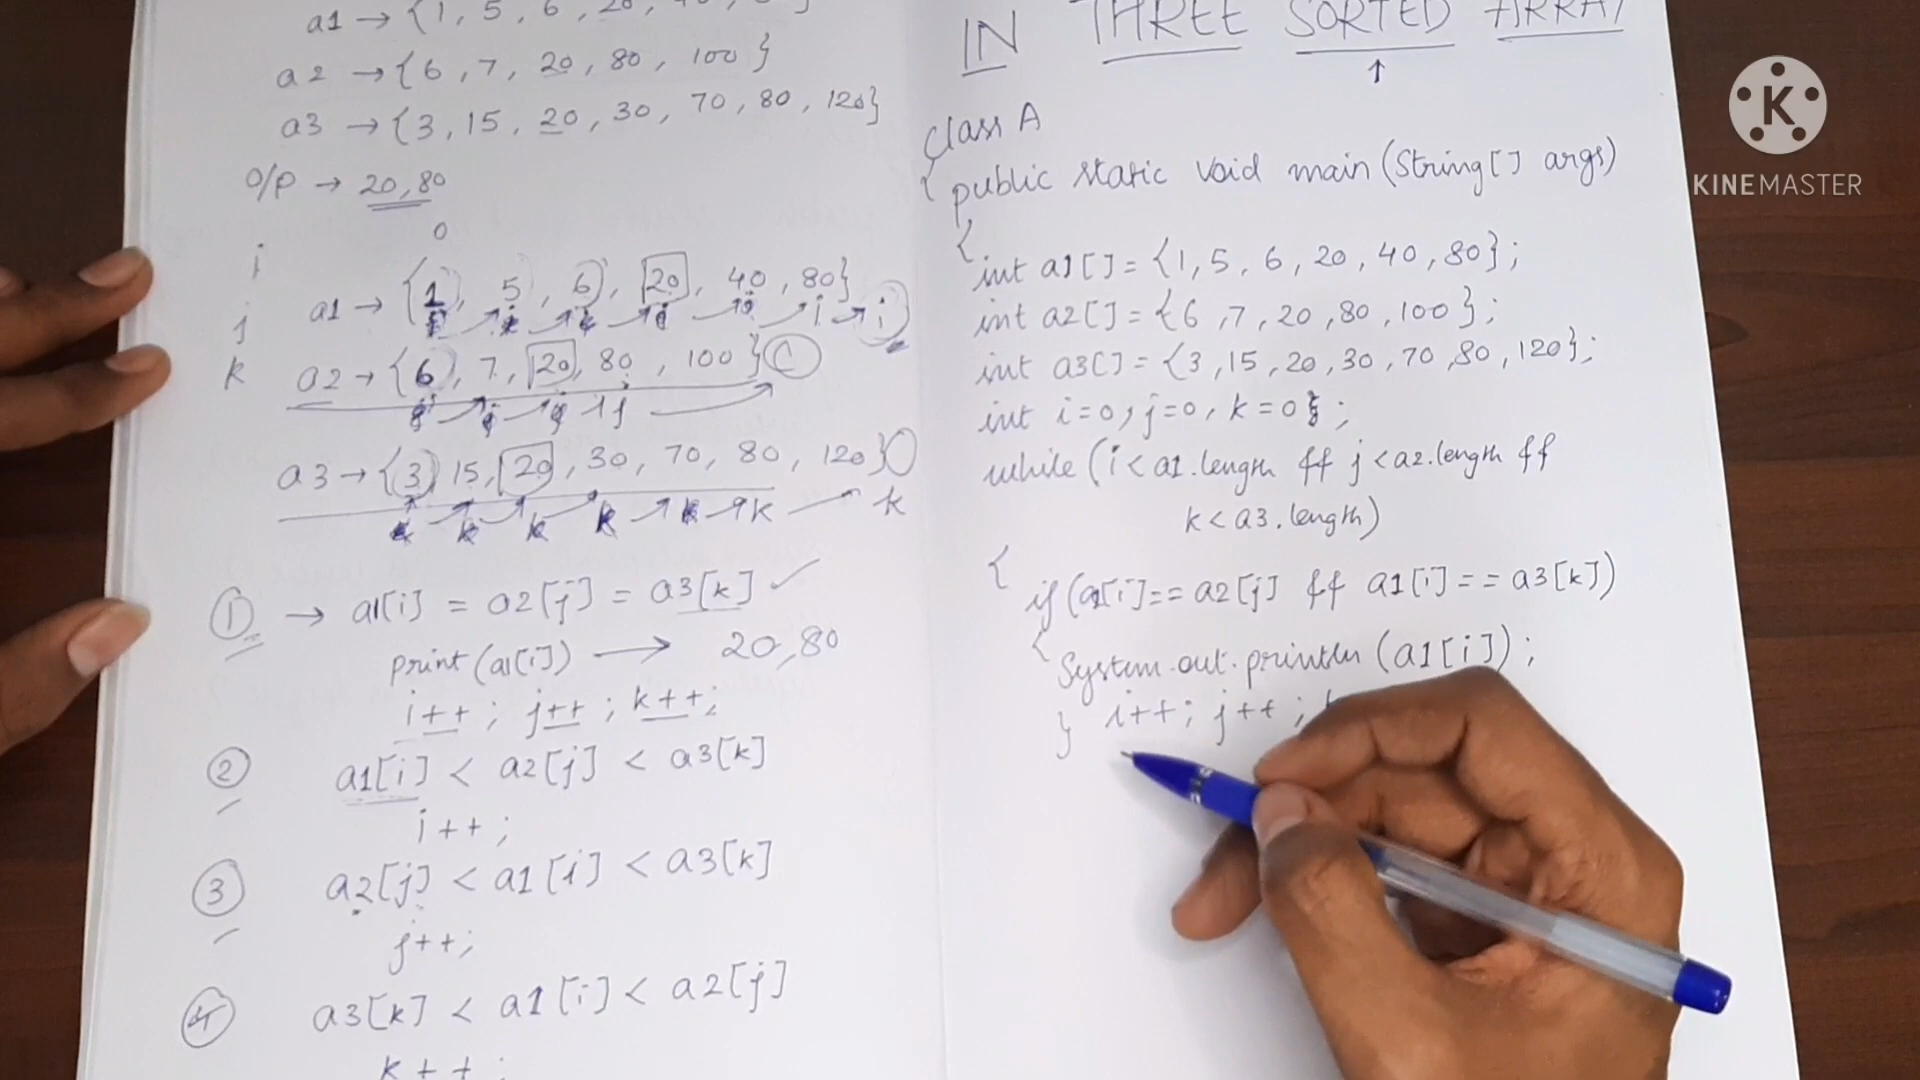 a1 → {1, 5, 6, 20,
a2 → {6, 7, 20, 80, 100}
a3 → {3, 15, 20, 30, 70, 80, 120}
O/P → 20, 80
0
i
a1 → {1, 5, 6, 20, 40, 80}
i i i i i i i
j
a2 → {6, 7, 20, 80, 100}
j j j j
k
a3 → {3, 15, 20, 30, 70, 80, 120}
k k k k k k k
1 → a1[i] = a2[j] = a3[k] ✓
print(a1[i]) → 20, 80
i++ ; j++ ; k++;
2 a1[i] < a2[j] < a3[k]
i++ ;
3 a2[j] < a1[i] < a3[k]
j++;
4 a3[k] < a1[i] < a2[j]
k++ ;
IN THREE SORTED ARRAY
↑
class A
{ public static void main (String[] args)
{
int a1[] = {1, 5, 6, 20, 40, 80};
int a2[] = {6, 7, 20, 80, 100};
int a3[] = {3, 15, 20, 30, 70, 80, 120};
int i=0, j=0, k=0 ;
while (i < a1.length && j < a2.length &&
k < a3.length)
{
if (a1[i]== a2[j] && a1[i] == a3[k])
{
System.out.println (a1[i]);
} i++; j++ ;
K
KINEMASTER